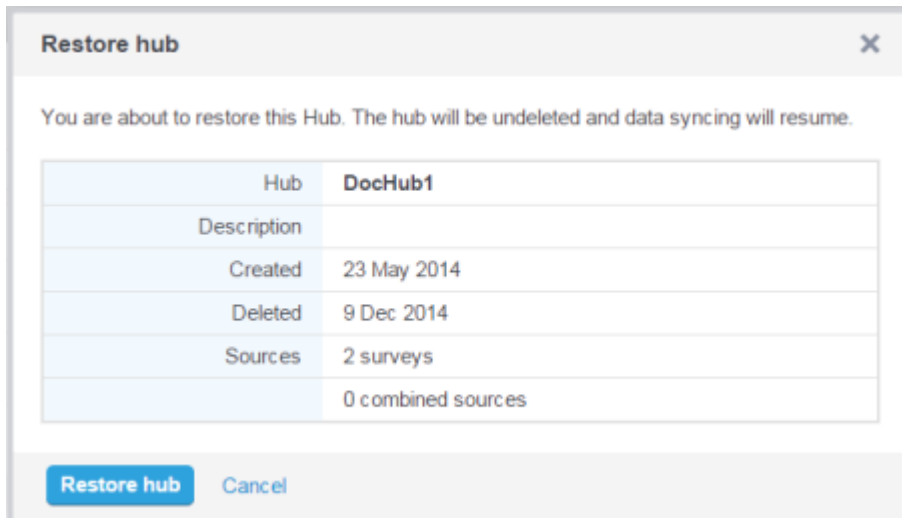 Restore hub
You are about to restore this Hub. The hub will be undeleted and data syncing will resume.
Hub DocHub1
Description
Created 23 May 2014
Deleted 9 Dec 2014
Sources 2 surveys
0 combined sources
Restore hub Cancel